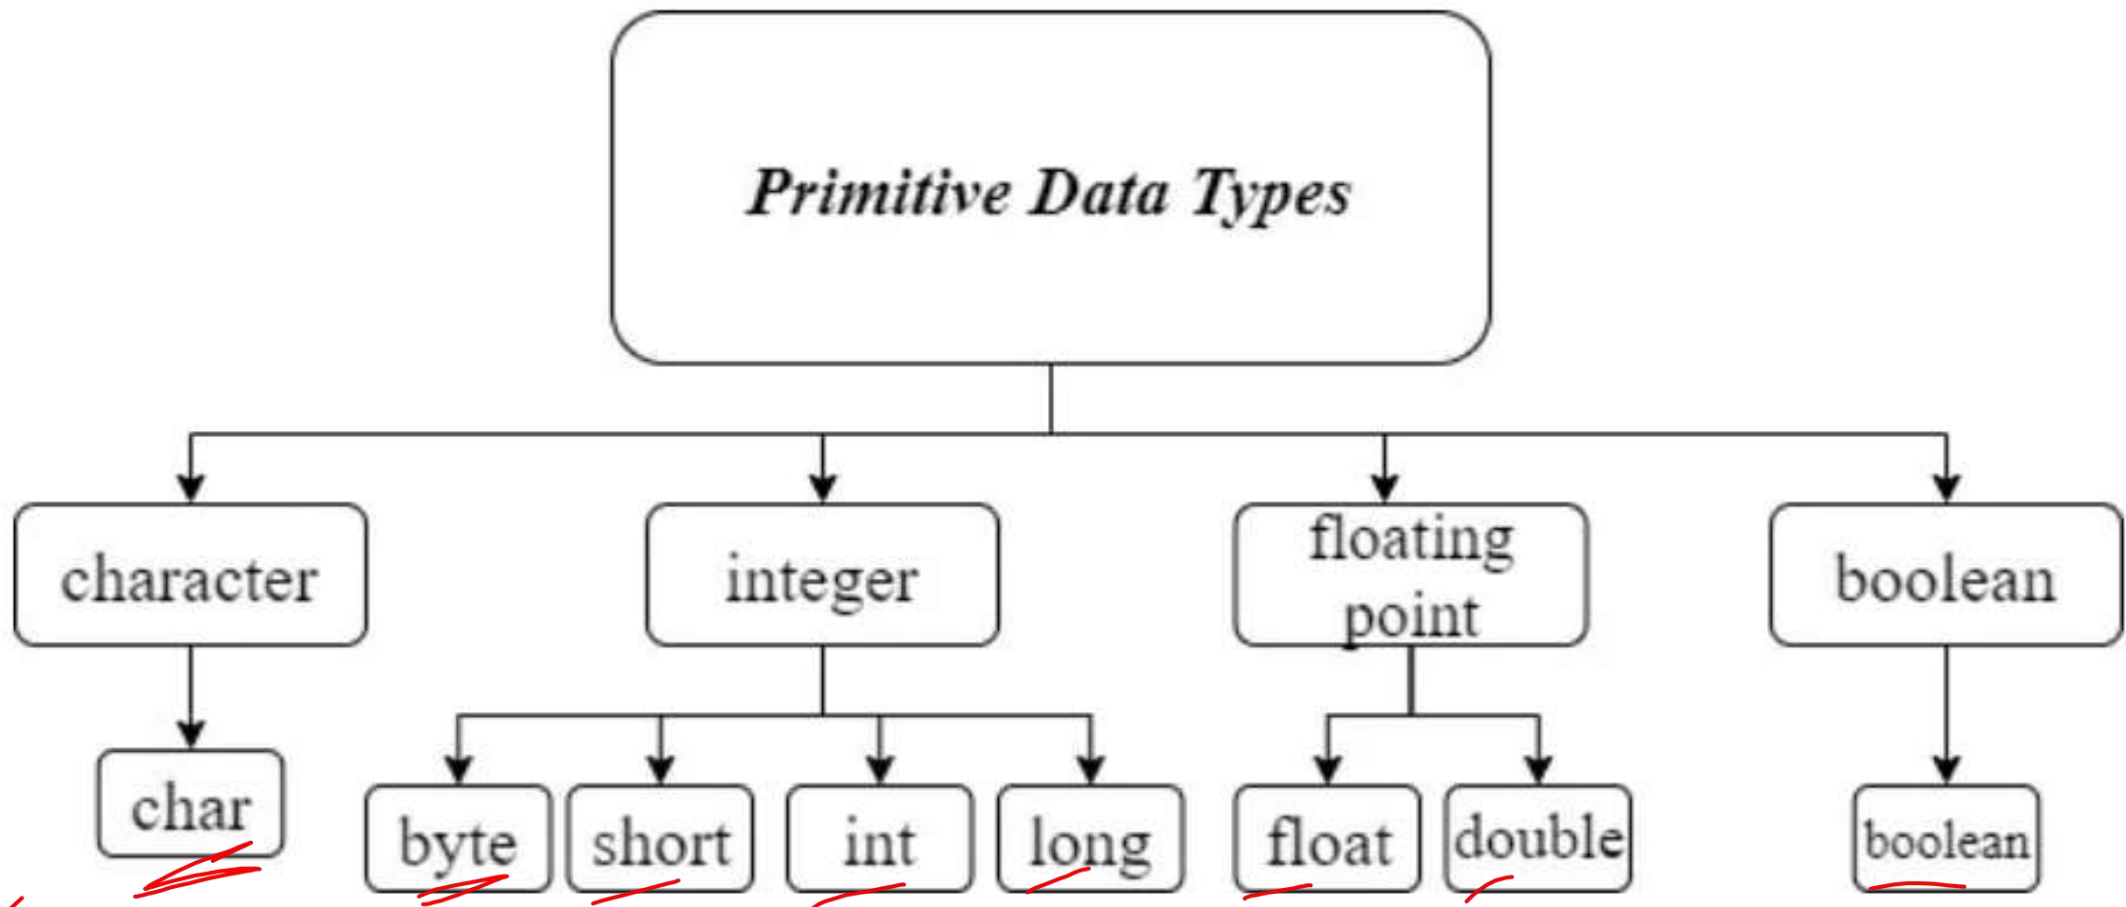 Primitive Data Types
character
integer
floating
point
boolean
char
byte
short
int
long
float
double
boolean